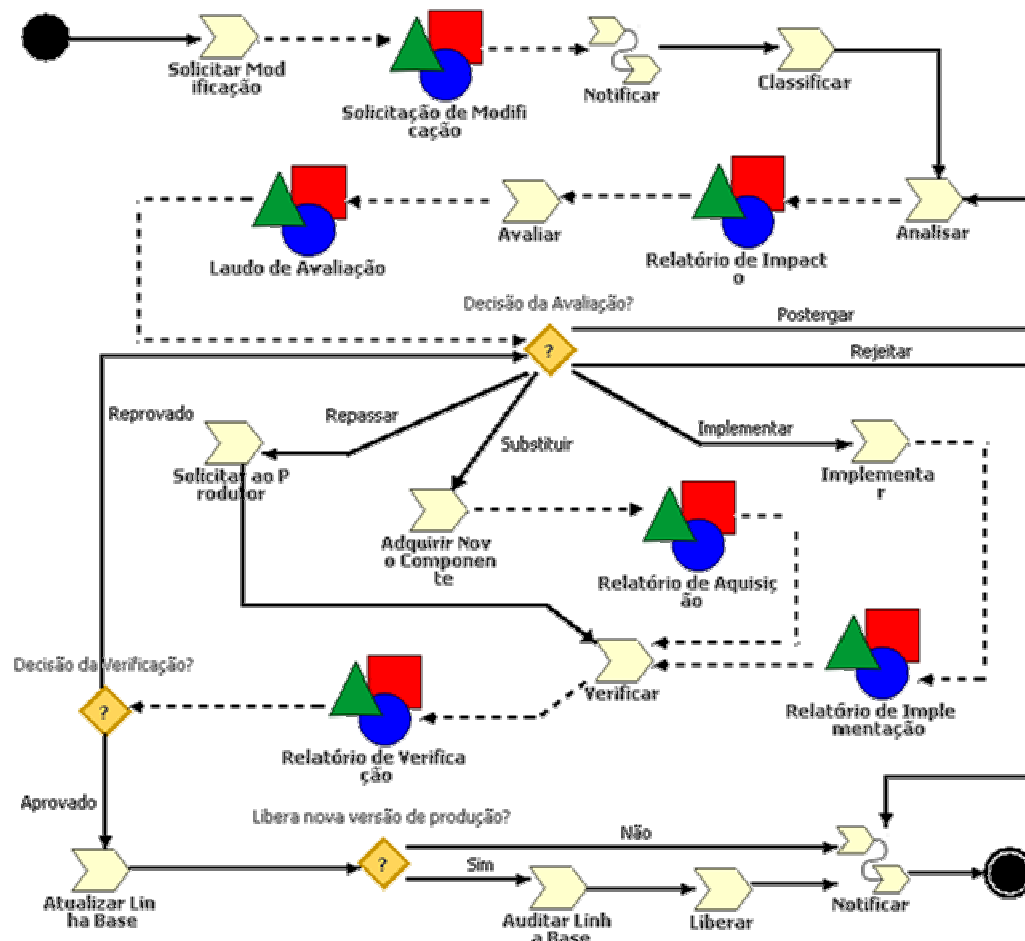 Solicitar Mod
ificação
Solicitação de Modifi
cação
Notificar
Classificar
Laudo de Avaliação
Avaliar
Relatório de Impact
o
Analisar
Decisão da Avaliação?
?
Postergar
Rejeitar
Reprovado
Repassar
Substituir
Implementar
Solicitar ao P
rodutor
Implementa
r
Adquirir Nov
o Componen
te
Relatório de Aquisiç
ão
Decisão da Verificação?
?
Verificar
Relatório de Imple
mentação
Relatório de Verifica
ção
Aprovado
Libera nova versão de produção?
?
Não
Sim
Atualizar Lin
ha Base
Auditar Linh
a Base
Liberar
Notificar